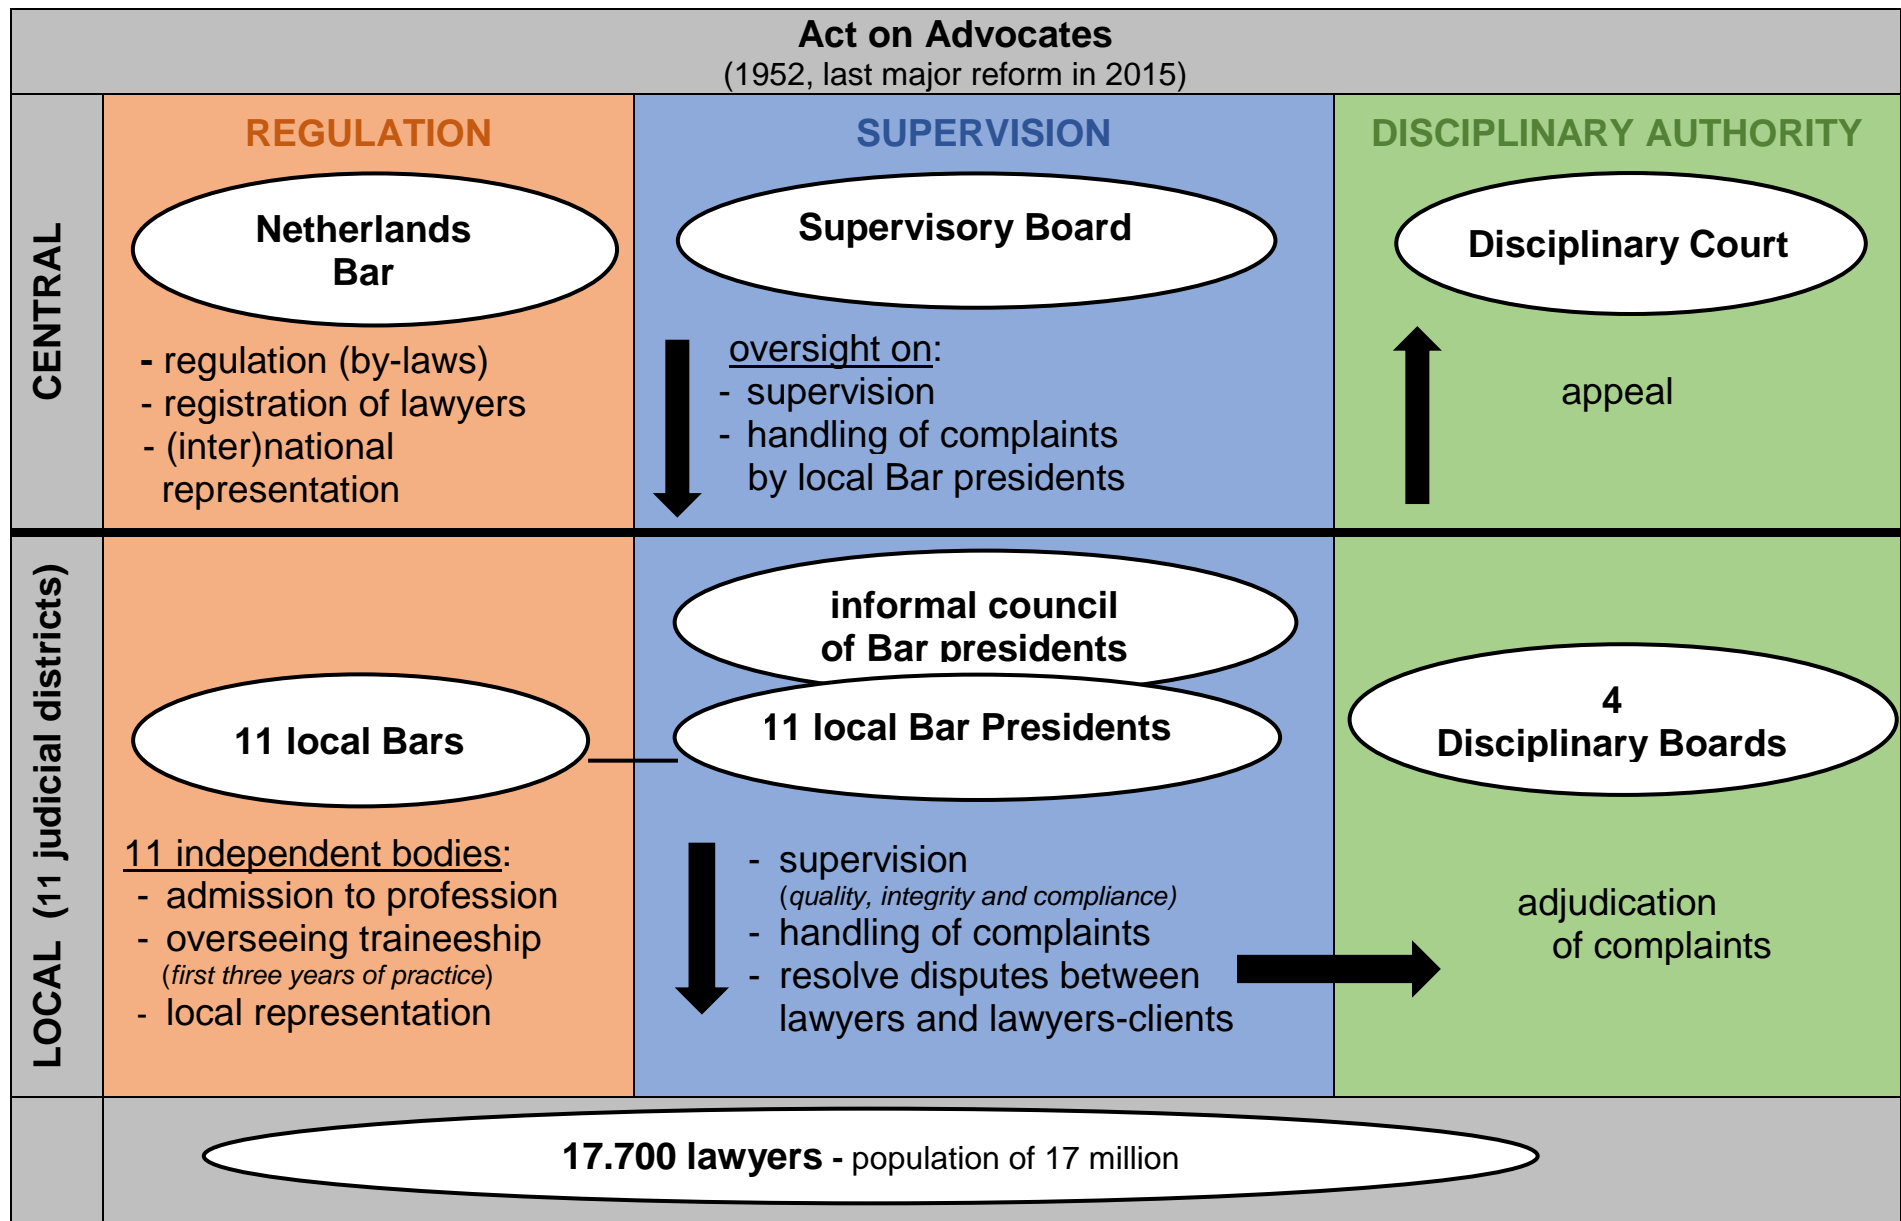 Act on Advocates
(1952, last major reform in 2015)
CENTRAL
REGULATION
Netherlands
Bar
- regulation (by-laws)
- registration of lawyers
- (inter)national
representation
SUPERVISION
Supervisory Board
oversight on:
- supervision
- handling of complaints
by local Bar presidents
DISCIPLINARY AUTHORITY
Disciplinary Court
appeal
LOCAL (11 judicial districts)
11 local Bars
11 independent bodies:
- admission to profession
- overseeing traineeship
(first three years of practice)
- local representation
informal council
of Bar presidents
11 local Bar Presidents
- supervision
(quality, integrity and compliance)
- handling of complaints
- resolve disputes between
lawyers and lawyers-clients
4
Disciplinary Boards
adjudication
of complaints
17.700 lawyers - population of 17 million